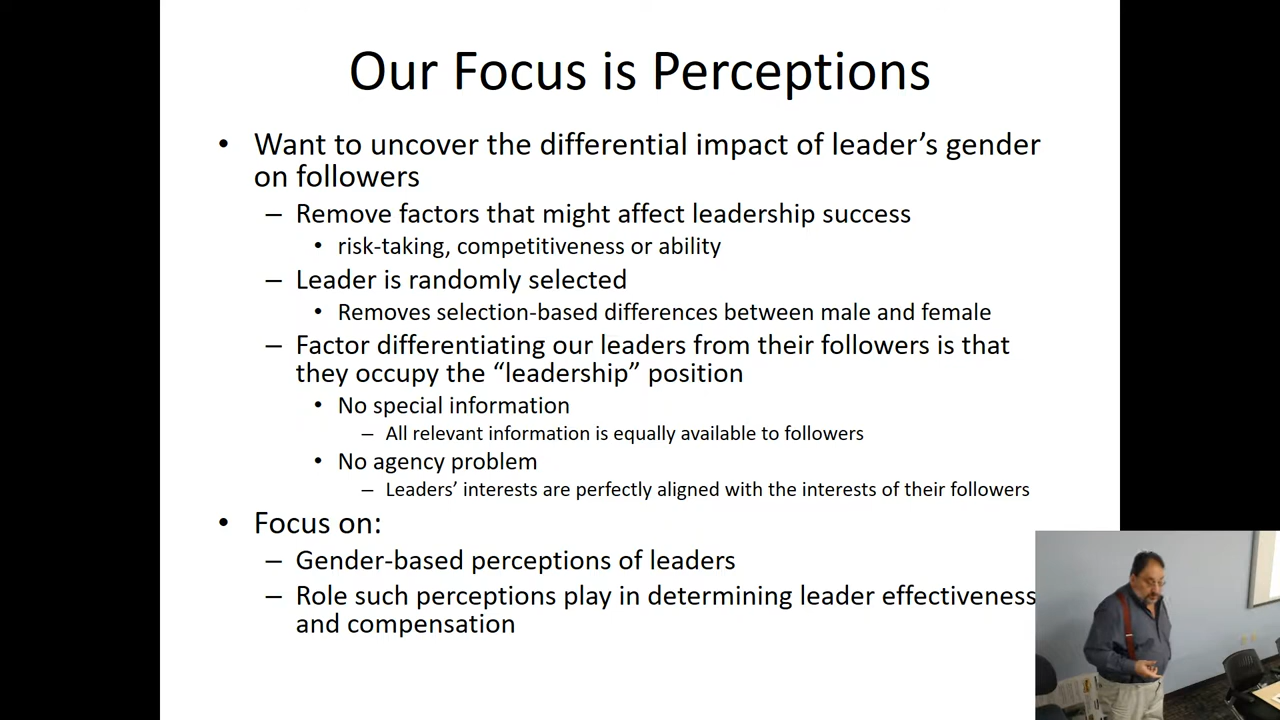 Our Focus is Perceptions
• Want to uncover the differential impact of leader’s gender
on followers
– Remove factors that might affect leadership success
• risk-taking, competitiveness or ability
– Leader is randomly selected
• Removes selection-based differences between male and female
– Factor differentiating our leaders from their followers is that
they occupy the “leadership” position
• No special information
– All relevant information is equally available to followers
• No agency problem
– Leaders’ interests are perfectly aligned with the interests of their followers
• Focus on:
– Gender-based perceptions of leaders
– Role such perceptions play in determining leader effectiveness
and compensation